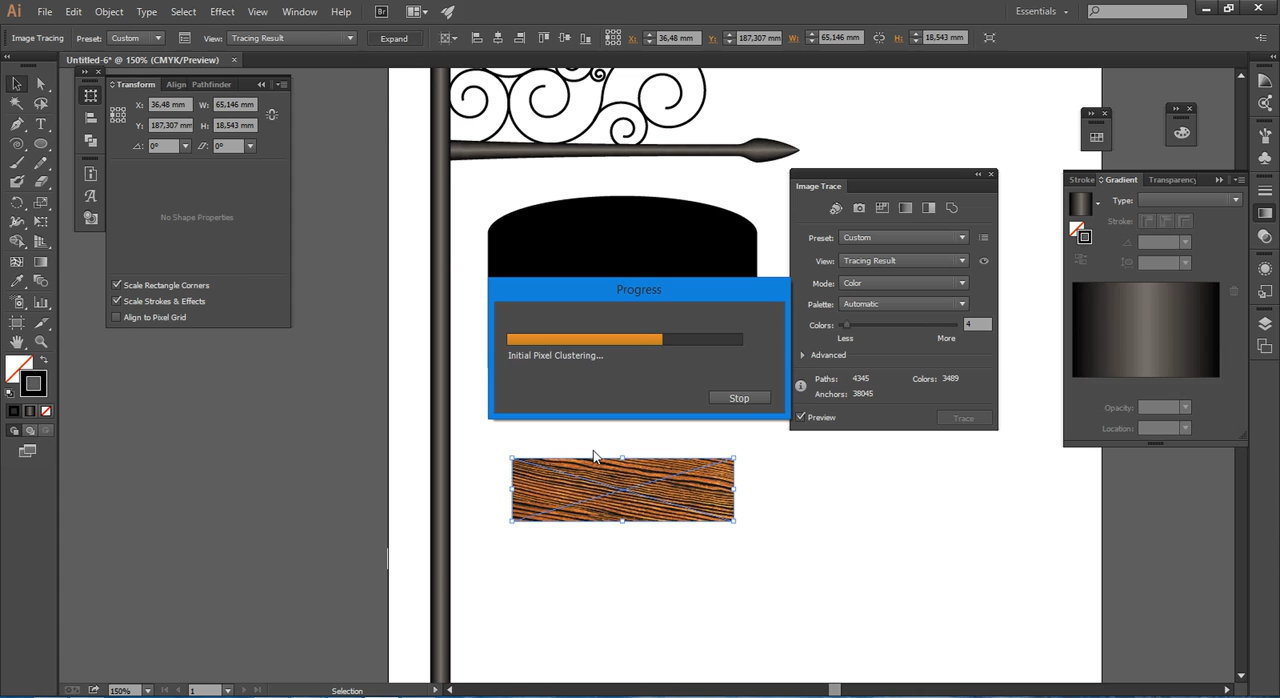 Ai File Edit Object Type Select Effect View Window Help Br Essentials
Image Tracing Preset: Custom View: Tracing Result Expand X: 36,48 mm Y: 187,307 mm W: 65,146 mm H: 18,543 mm
Untitled-6* @ 150% (CMYK/Preview) ×
Transform Align Pathfinder
X: 36,48 mm W: 65,146 mm
Y: 187,307 mm H: 18,543 mm
0° 0°
No Shape Properties
Scale Rectangle Corners
Scale Strokes & Effects
Align to Pixel Grid
Progress
Initial Pixel Clustering...
Stop
Image Trace
Preset: Custom
View: Tracing Result
Mode: Color
Palette: Automatic
Colors: 4
Less More
Advanced
Paths: 4345 Colors: 3489
Anchors: 38045
Preview Trace
Stroke Gradient Transparency
Type:
Stroke:
Opacity:
Location:
150% 1 Selection